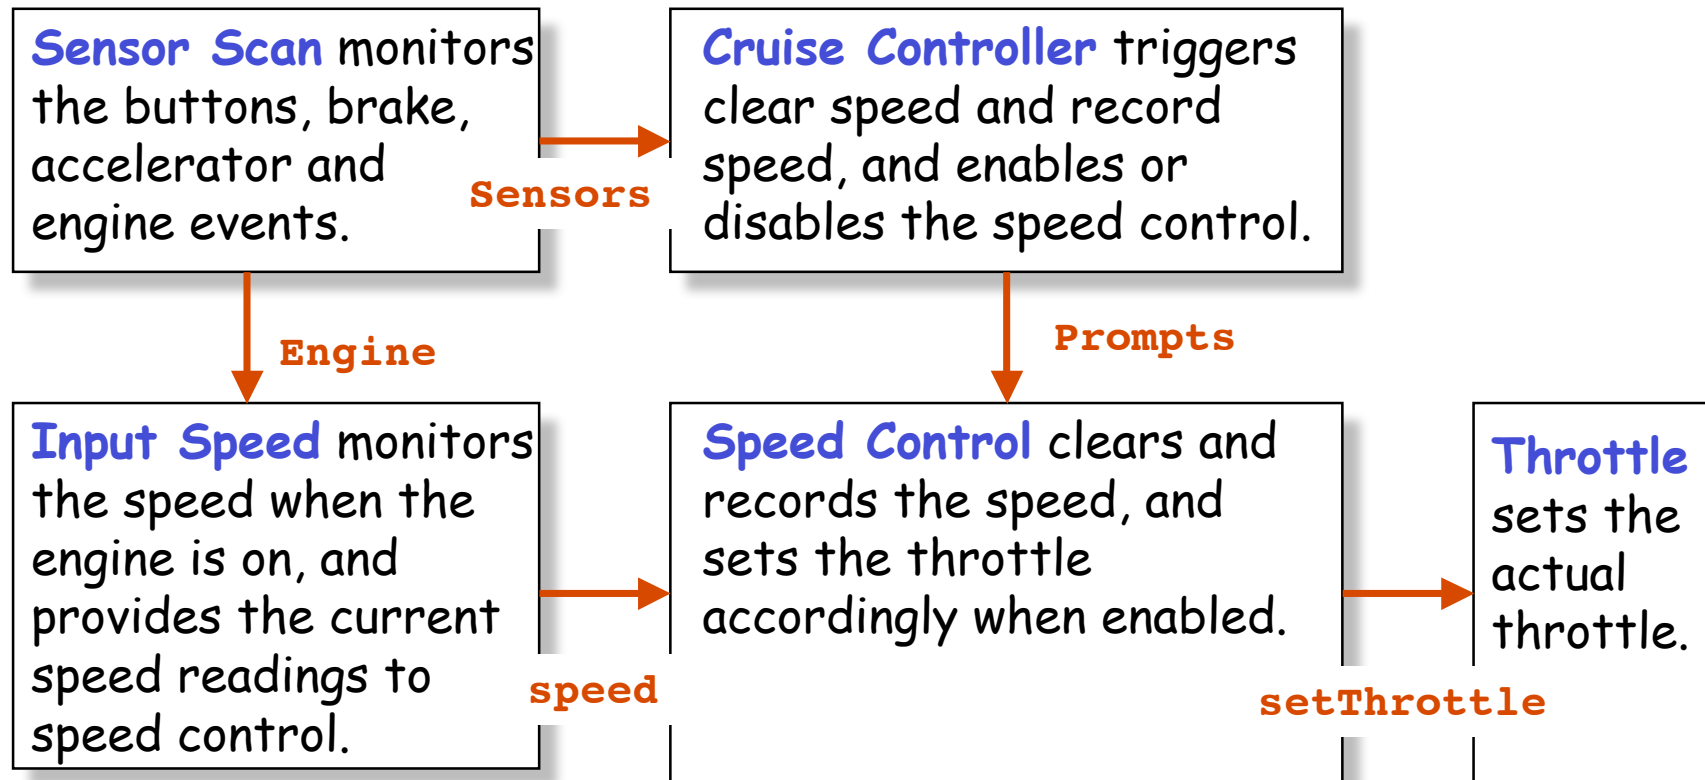 Sensor Scan monitors
the buttons, brake,
accelerator and
engine events.
Sensors
Cruise Controller triggers
clear speed and record
speed, and enables or
disables the speed control.
Engine
Prompts
Input Speed monitors
the speed when the
engine is on, and
provides the current
speed readings to
speed control.
speed
Speed Control clears and
records the speed, and
sets the throttle
accordingly when enabled.
setThrottle
Throttle
sets the
actual
throttle.